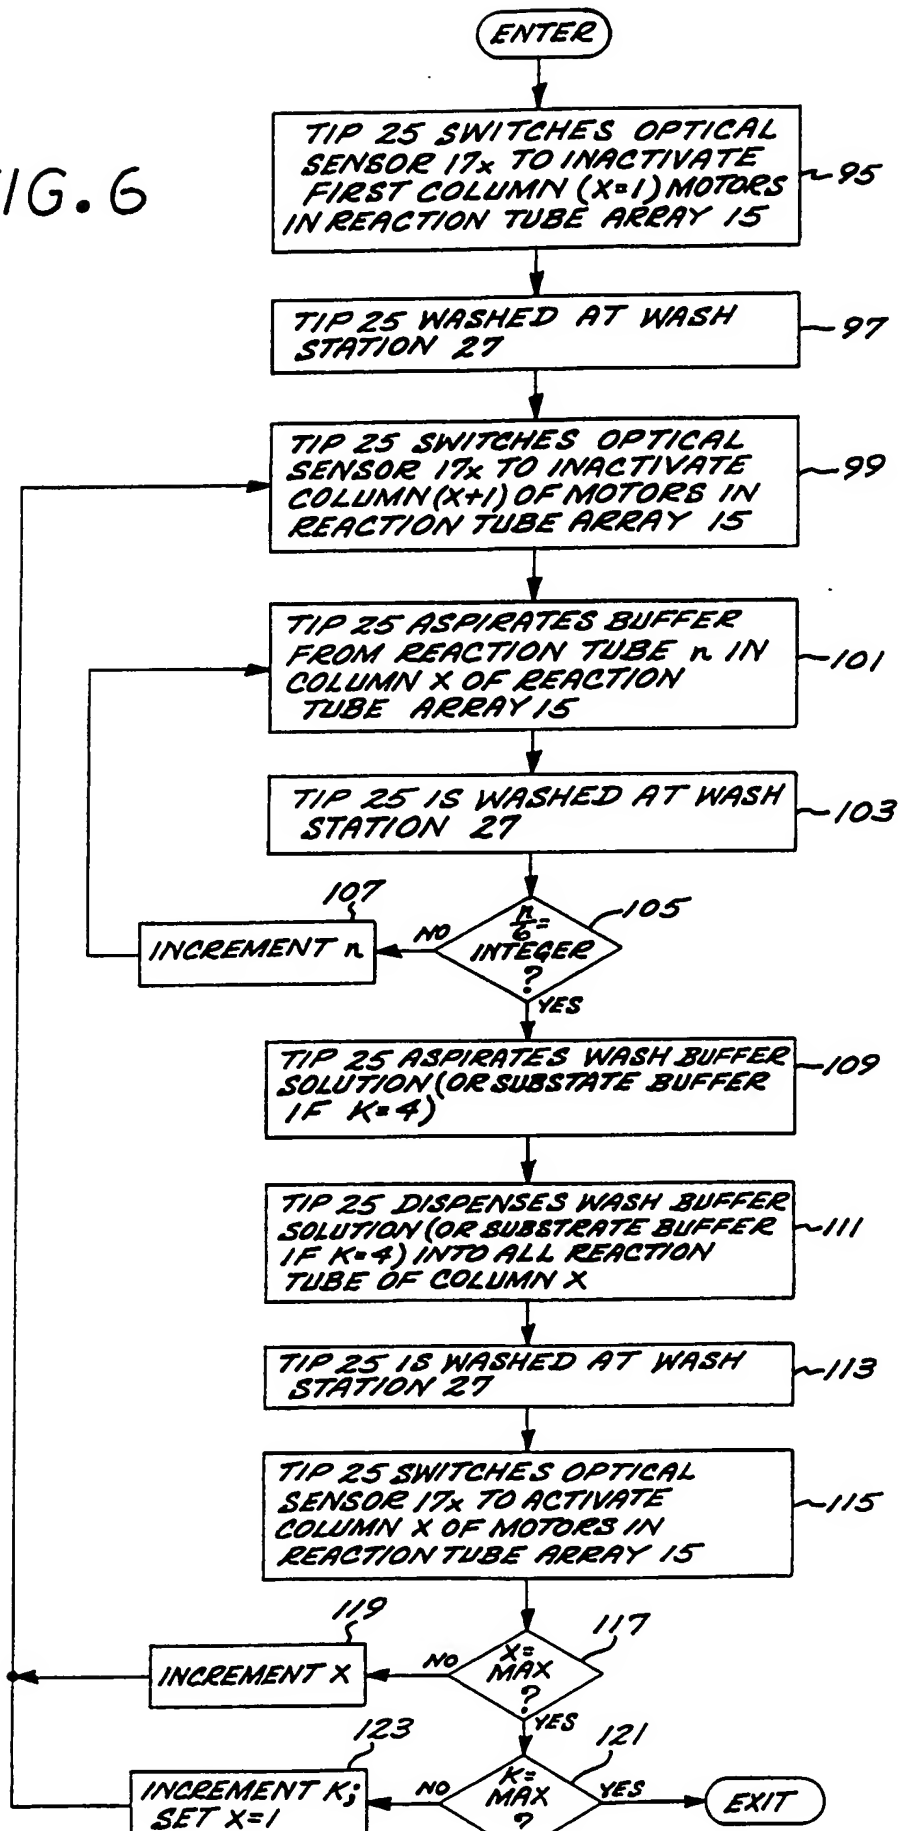 ENTER
FIG. 6
TIP 25 SWITCHES OPTICAL
SENSOR 17x TO INACTIVATE
FIRST COLUMN (X=1) MOTORS
IN REACTION TUBE ARRAY 15
95
TIP 25 WASHED AT WASH
STATION 27
97
TIP 25 SWITCHES OPTICAL
SENSOR 17x TO INACTIVATE
COLUMN (X+1) OF MOTORS IN
REACTION TUBE ARRAY 15
99
TIP 25 ASPIRATES BUFFER
FROM REACTION TUBE n IN
COLUMN X OF REACTION
TUBE ARRAY 15
101
TIP 25 IS WASHED AT WASH
STATION 27
103
107
INCREMENT n
NO
n/6 =
INTEGER
?
105
YES
TIP 25 ASPIRATES WASH BUFFER
SOLUTION (OR SUBSTATE BUFFER
IF K=4)
109
TIP 25 DISPENSES WASH BUFFER
SOLUTION (OR SUBSTRATE BUFFER
IF K=4) INTO ALL REACTION
TUBE OF COLUMN X
111
TIP 25 IS WASHED AT WASH
STATION 27
113
TIP 25 SWITCHES OPTICAL
SENSOR 17x TO ACTIVATE
COLUMN X OF MOTORS IN
REACTION TUBE ARRAY 15
115
119
INCREMENT X
NO
X=
MAX
?
117
YES
123
INCREMENT K;
SET X=1
NO
K=
MAX
?
121
YES
EXIT